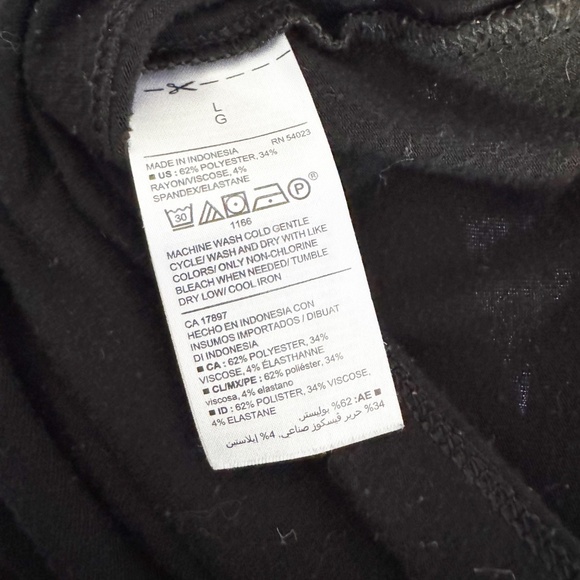 L
G
MADE IN INDONESIA RN 54023
■ US : 62% POLYESTER, 34%
RAYON/VISCOSE, 4%
SPANDEX/ELASTANE
30 P ®
1166
MACHINE WASH COLD GENTLE
CYCLE/ WASH AND DRY WITH LIKE
COLORS/ ONLY NON-CHLORINE
BLEACH WHEN NEEDED/ TUMBLE
DRY LOW/ COOL IRON
CA 17897
HECHO EN INDONESIA CON
INSUMOS IMPORTADOS / DIBUAT
DI INDONESIA
■ CA : 62% POLYESTER, 34%
VISCOSE, 4% ÉLASTHANNE
■ CL/MX/PE : 62% poliéster, 34%
viscosa, 4% elastano
■ ID : 62% POLISTER, 34% VISCOSE,
4% ELASTANE
■ AE: 62% بوليستر
34% حرير ڤيسكوز صناعي, 4% إيلاستين